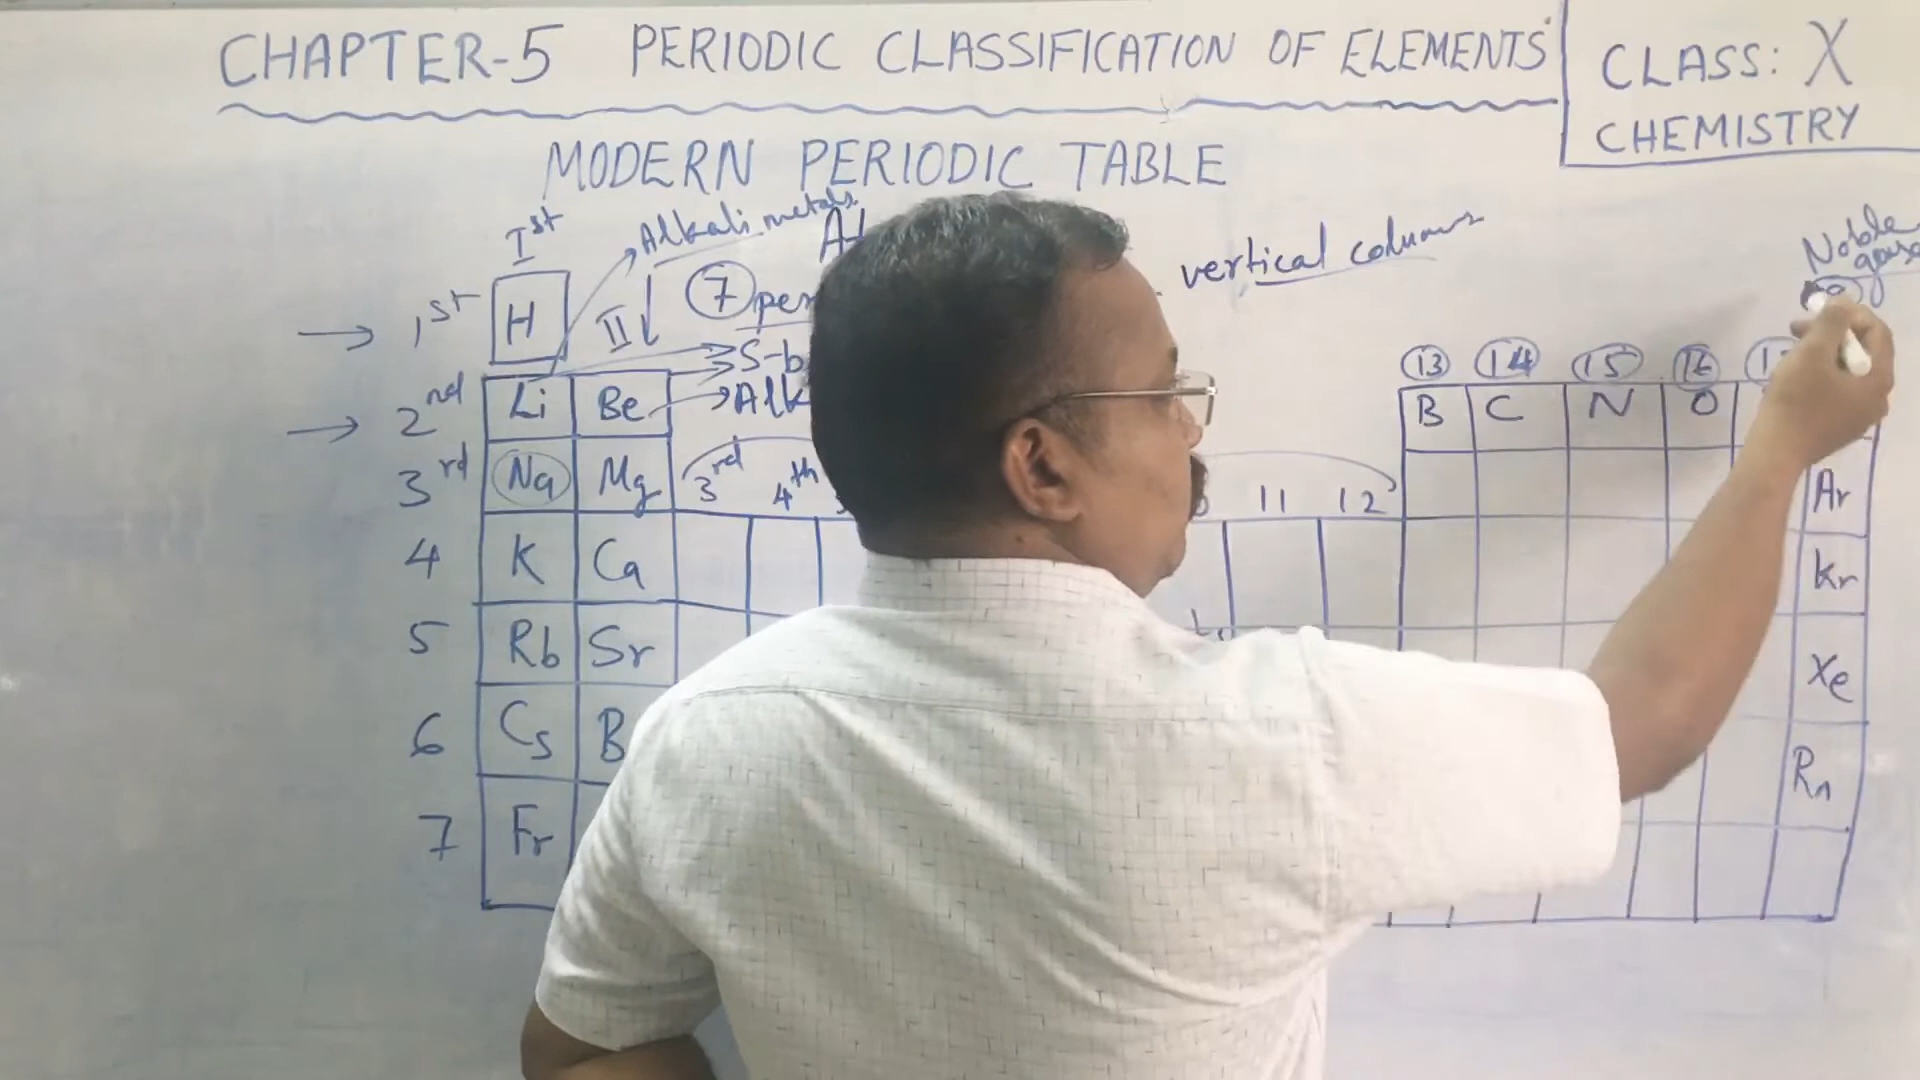 CHAPTER-5 PERIODIC CLASSIFICATION OF ELEMENTS
CLASS: X
CHEMISTRY
MODERN PERIODIC TABLE
Ist
Alkali metals
vertical columns
Noble
1st H II 7
S-b
13 14 15 16
2nd Li Be Alk B C N O
3rd Na Mg 3rd 4th 11 12 Ar
4 K Ca Kr
5 Rb Sr Xe
6 Cs B Rn
7 Fr